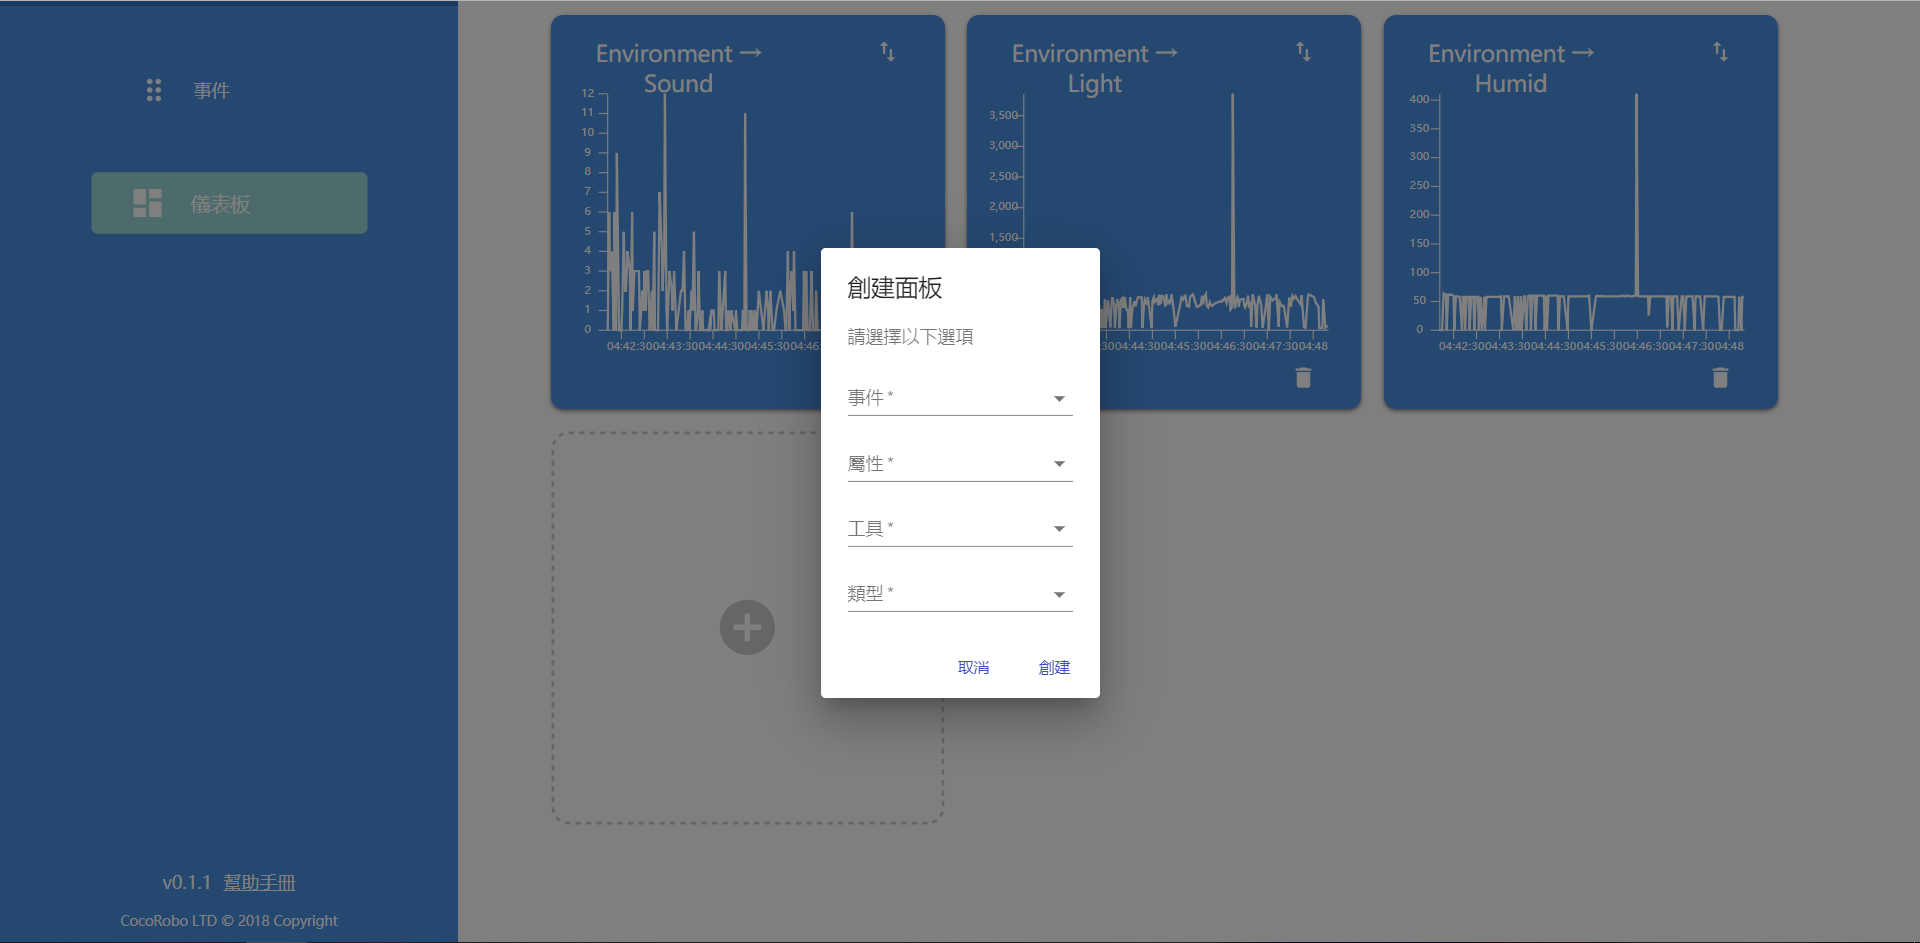 事件
儀表板
v0.1.1 幫助手冊
CocoRobo LTD © 2018 Copyright
Environment →
Sound
12
11
10
9
8
7
6
5
4
3
2
1
0
04:42:3004:43:3004:44:3004:45:3004:46:
Environment →
Light
3,500
3,000
2,500
2,000
1,500
3004:44:3004:45:3004:46:3004:47:3004:48
Environment →
Humid
400
350
300
250
200
150
100
50
0
04:42:3004:43:3004:44:3004:45:3004:46:3004:47:3004:48
創建面板
請選擇以下選項
事件 *
屬性 *
工具 *
類型 *
取消 創建